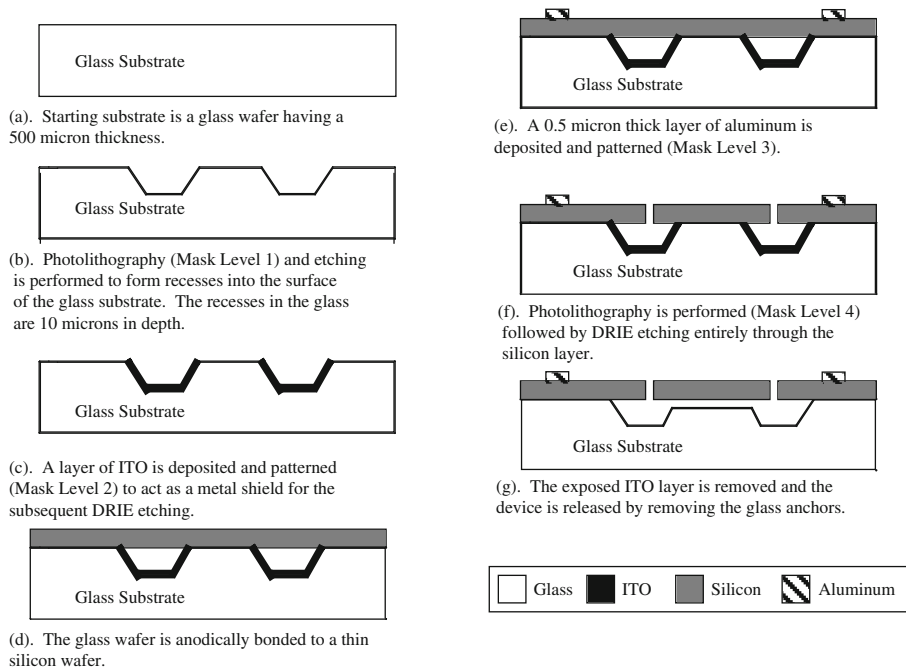 Glass Substrate
(a). Starting substrate is a glass wafer having a
500 micron thickness.
Glass Substrate
(b). Photolithography (Mask Level 1) and etching
is performed to form recesses into the surface
of the glass substrate. The recesses in the glass
are 10 microns in depth.
Glass Substrate
(c). A layer of ITO is deposited and patterned
(Mask Level 2) to act as a metal shield for the
subsequent DRIE etching.
Glass Substrate
(d). The glass wafer is anodically bonded to a thin
silicon wafer.
Glass Substrate
(e). A 0.5 micron thick layer of aluminum is
deposited and patterned (Mask Level 3).
Glass Substrate
(f). Photolithography is performed (Mask Level 4)
followed by DRIE etching entirely through the
silicon layer.
Glass Substrate
(g). The exposed ITO layer is removed and the
device is released by removing the glass anchors.
Glass ITO Silicon Aluminum